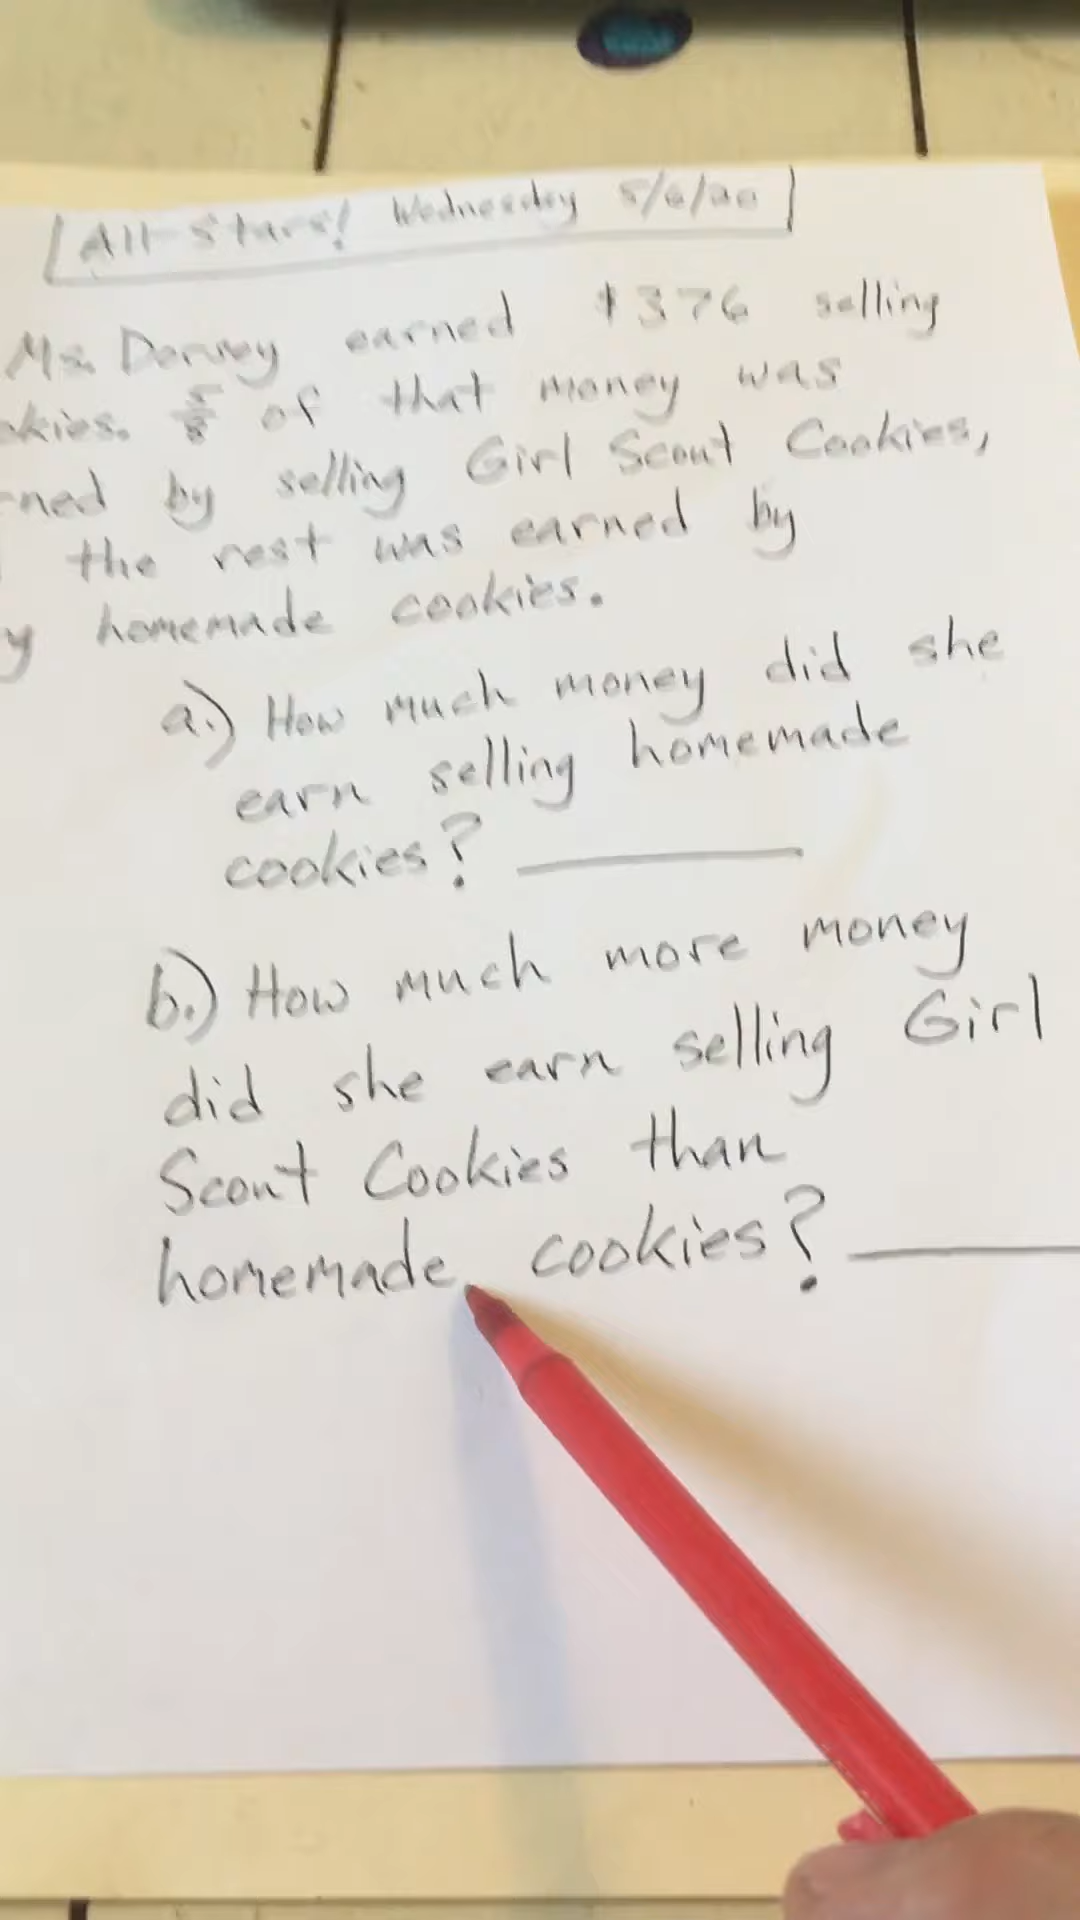 All-Stars! Wednesday 5/6/20
Ms. Dorsey earned $376 selling
okies. 5/8 of that money was
rned by selling Girl Scout Cookies,
the rest was earned by
y homemade cookies.
a.) How much money did she
earn selling homemade
cookies?
b.) How much more money
did she earn selling Girl
Scout Cookies than
homemade cookies?